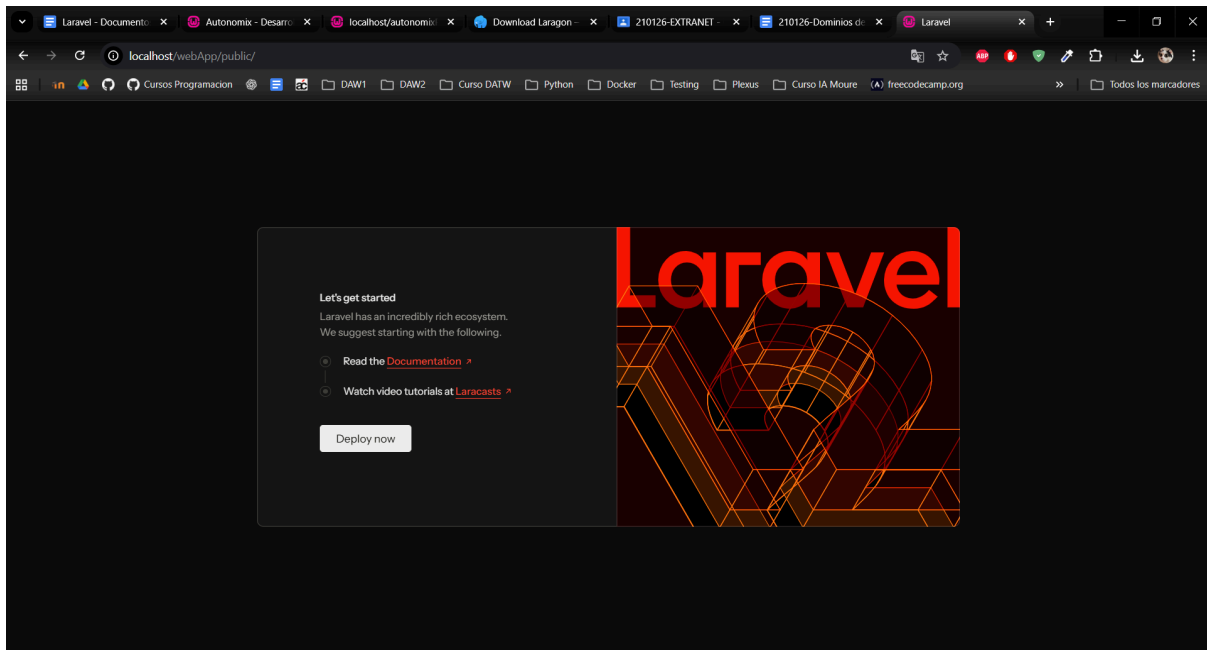 Laravel - Documento
Autonomix - Desarro
localhost/autonomix
Download Laragon –
210126-EXTRANET -
210126-Dominios de
Laravel
localhost/webApp/public/
ABP
Cursos Programacion
DAW1
DAW2
Curso DATW
Python
Docker
Testing
Plexus
Curso IA Moure
freecodecamp.org
Todos los marcadores
Let's get started
Laravel has an incredibly rich ecosystem.
We suggest starting with the following.
Read the Documentation
Watch video tutorials at Laracasts
Deploy now
Laravel